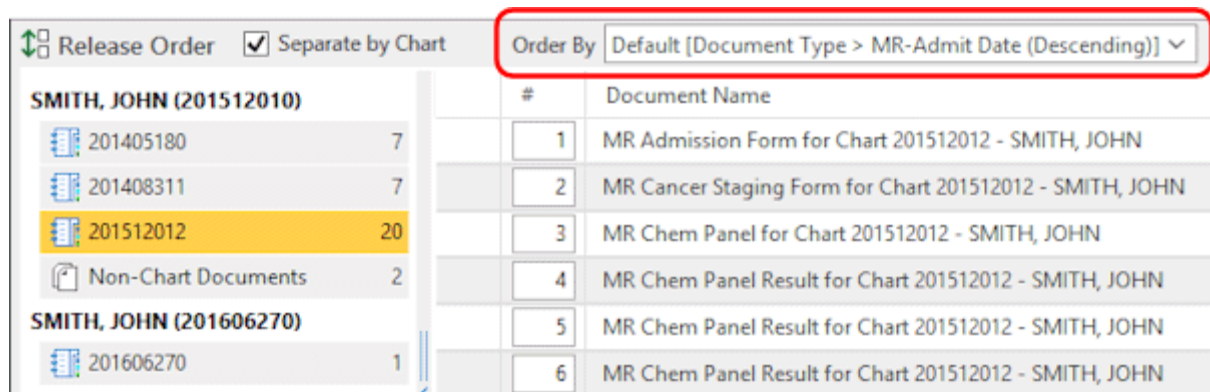 Release Order Separate by Chart Order By Default [Document Type > MR-Admit Date (Descending)]
SMITH, JOHN (201512010)
201405180 7
201408311 7
201512012 20
Non-Chart Documents 2
SMITH, JOHN (201606270)
201606270 1
# Document Name
1 MR Admission Form for Chart 201512012 - SMITH, JOHN
2 MR Cancer Staging Form for Chart 201512012 - SMITH, JOHN
3 MR Chem Panel for Chart 201512012 - SMITH, JOHN
4 MR Chem Panel Result for Chart 201512012 - SMITH, JOHN
5 MR Chem Panel Result for Chart 201512012 - SMITH, JOHN
6 MR Chem Panel Result for Chart 201512012 - SMITH, JOHN